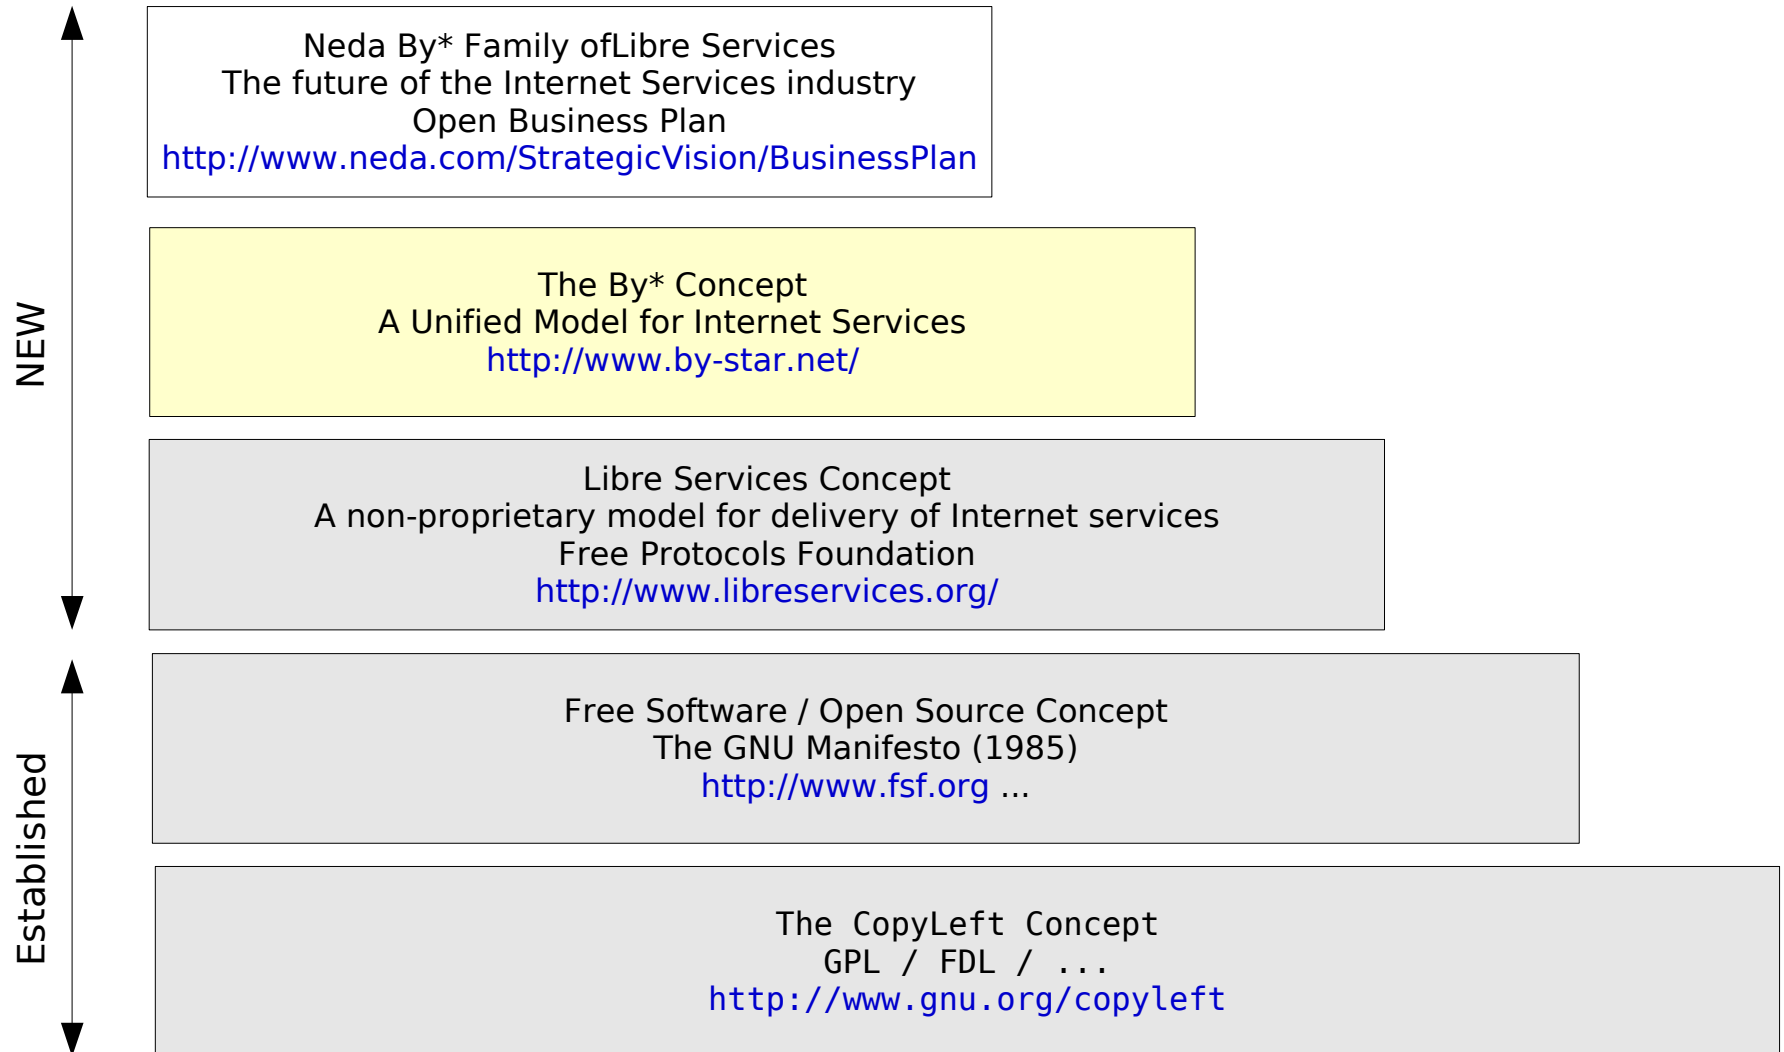 NEW
Neda By* Family ofLibre Services
The future of the Internet Services industry
Open Business Plan
http://www.neda.com/StrategicVision/BusinessPlan
The By* Concept
A Unified Model for Internet Services
http://www.by-star.net/
Libre Services Concept
A non-proprietary model for delivery of Internet services
Free Protocols Foundation
http://www.libreservices.org/
Established
Free Software / Open Source Concept
The GNU Manifesto (1985)
http://www.fsf.org ...
The CopyLeft Concept
GPL / FDL / ...
http://www.gnu.org/copyleft